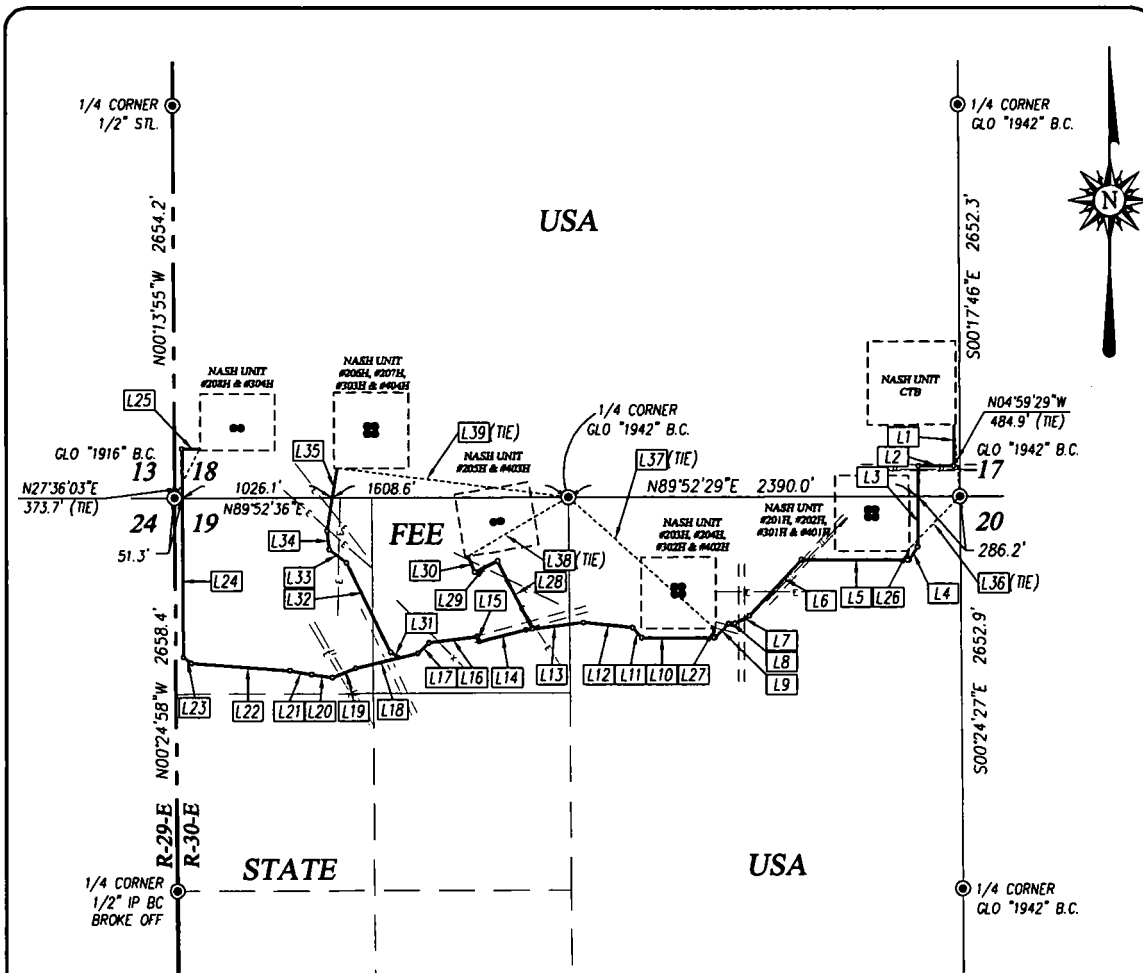 1/4 CORNER
1/2" STL.
1/4 CORNER
GLO "1942" B.C.
N
USA
N00°13'55"W 2654.2'
S00°17'46"E 2652.3'
NASH UNIT
#208H & #304H
NASH UNIT
#206H, #207H,
#303H & #404H
NASH UNIT
CTB
L25
L39 (TIE)
1/4 CORNER
GLO "1942" B.C.
N04°59'29"W
484.9' (TIE)
L1
L2
GLO "1916" B.C.
GLO "1942" B.C.
13
18
L35
NASH UNIT
#205H & #403H
L37 (TIE)
L3
17
N27°36'03"E
373.7' (TIE)
1026.1'
1608.6'
N89°52'36"E
N89°52'29"E 2390.0'
24
19
20
NASH UNIT
#201H, #202H,
#301H & #401H
51.3'
286.2'
FEE
L34
NASH UNIT
#203H, #204H,
#302H & #402H
L33
L30
L38 (TIE)
L36 (TIE)
L32
L29
L28
L15
L6
L5
L26
L4
L24
L31
L7
L8
L9
L23
L22
L21
L20
L19
L18
L17
L16
L14
L13
L12
L11
L10
L27
N00°24'58"W 2658.4'
S00°24'27"E 2652.9'
R-29-E
R-30-E
STATE
USA
1/4 CORNER
1/2" IP BC
BROKE OFF
1/4 CORNER
GLO "1942" B.C.